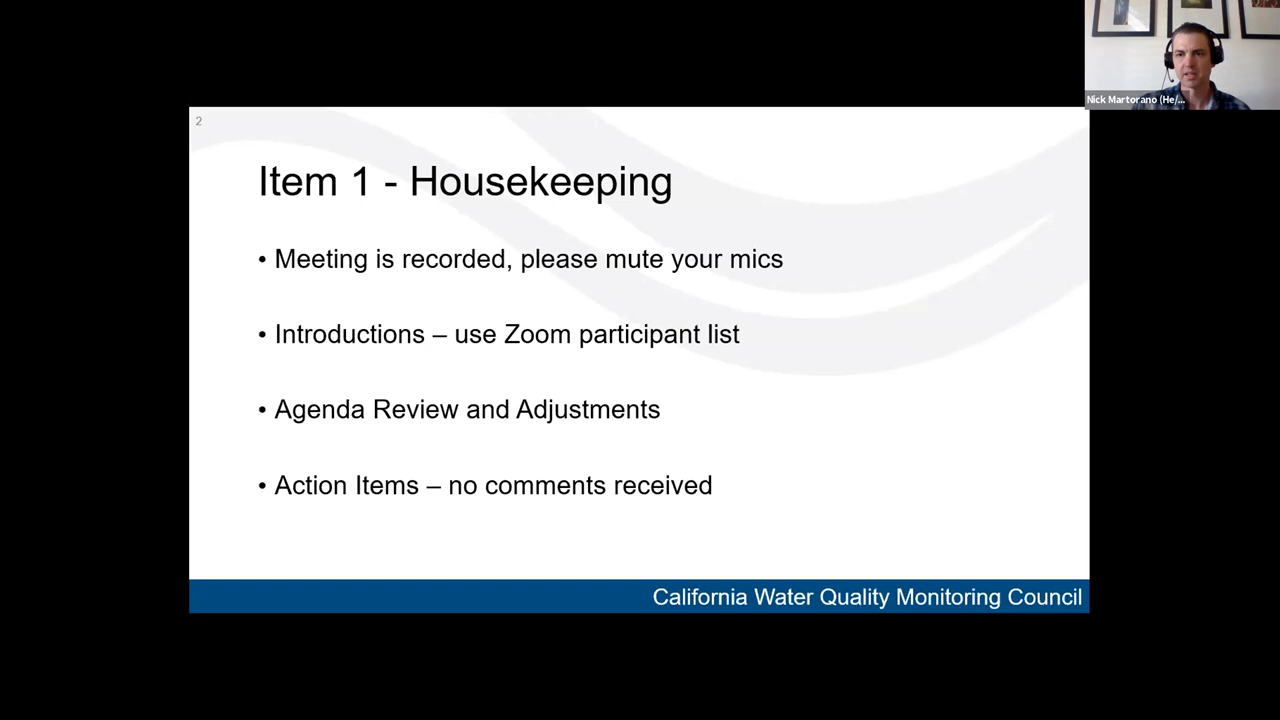 Nick Martorano (He/...
2
Item 1 - Housekeeping
• Meeting is recorded, please mute your mics
• Introductions – use Zoom participant list
• Agenda Review and Adjustments
• Action Items – no comments received
California Water Quality Monitoring Council